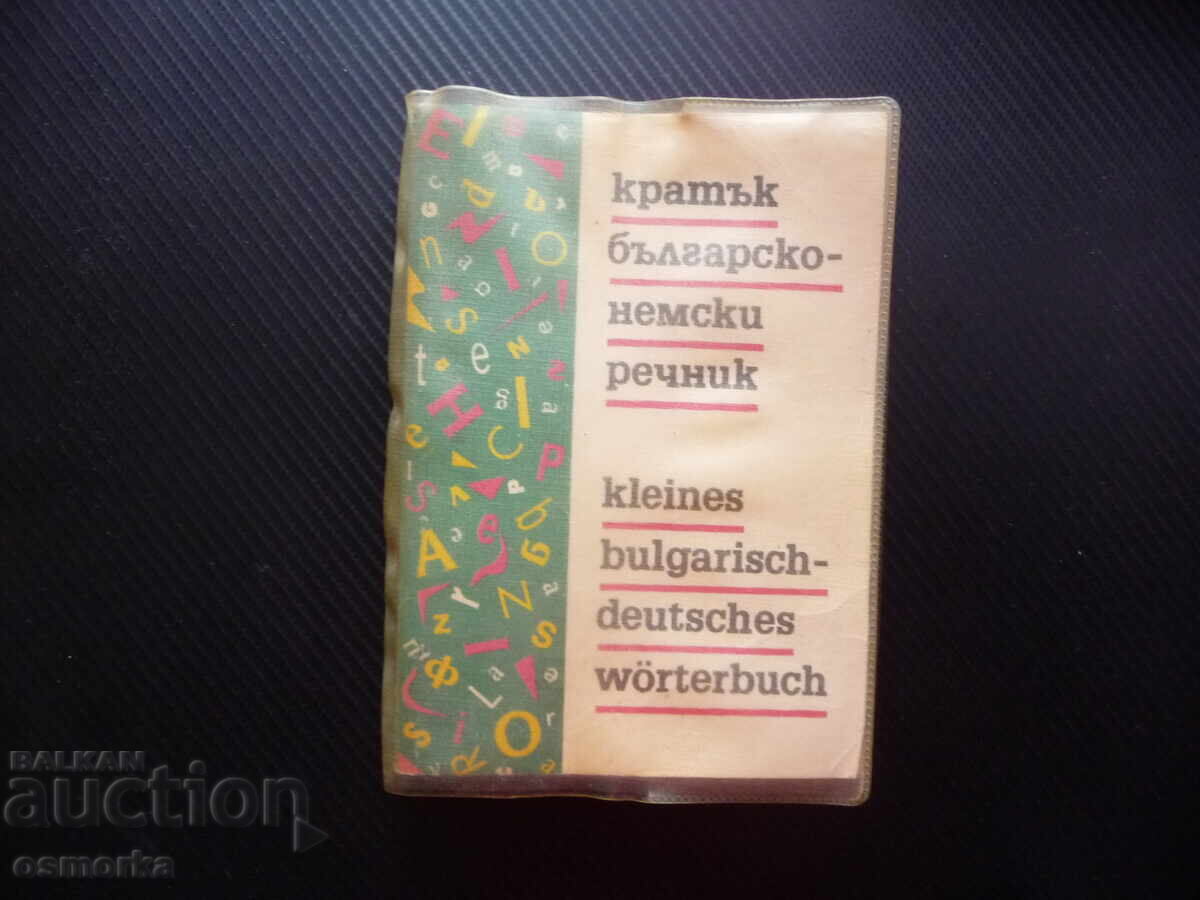 кратък
българско-
немски
речник
kleines
bulgarisch-
deutsches
wörterbuch
BALKAN
auction
osmorka